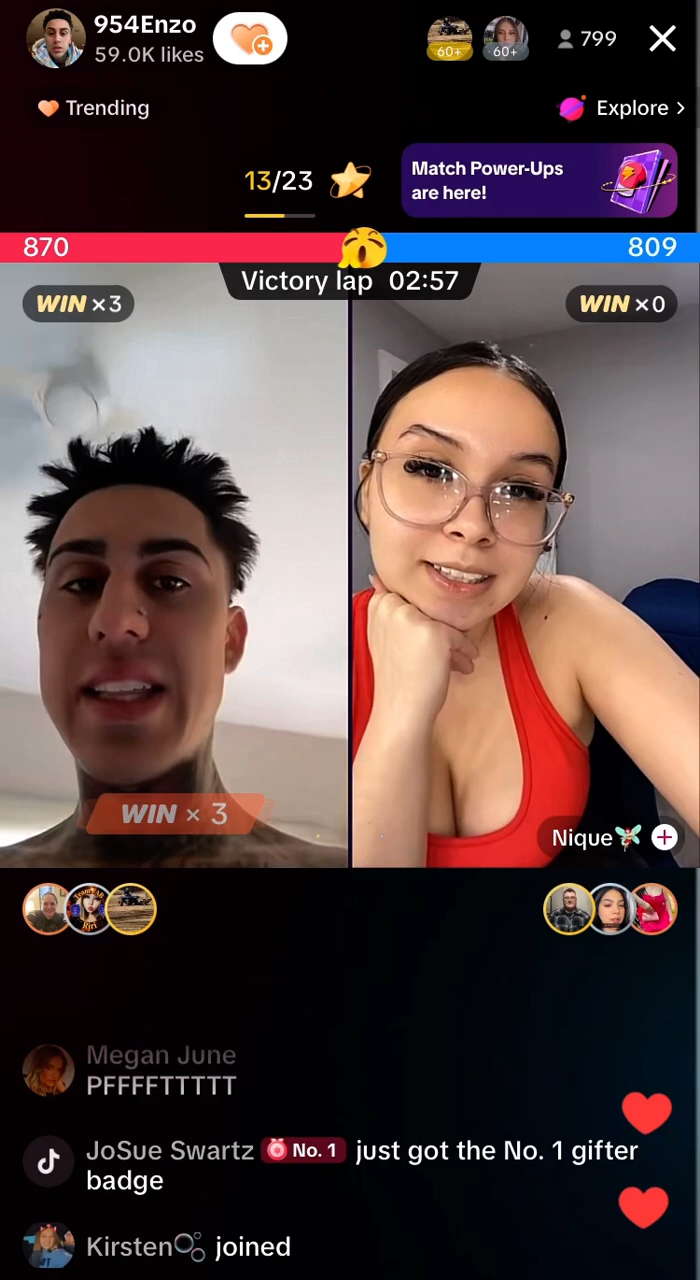 954Enzo
59.0K likes
60+
60+
799
Trending
Explore >
13/23
Match Power-Ups
are here!
870
809
Victory lap 02:57
WIN ×3
WIN ×0
WIN × 3
Nique
Megan June
PFFFFTTTTT
JoSue Swartz No. 1 just got the No. 1 gifter
badge
Kirsten joined